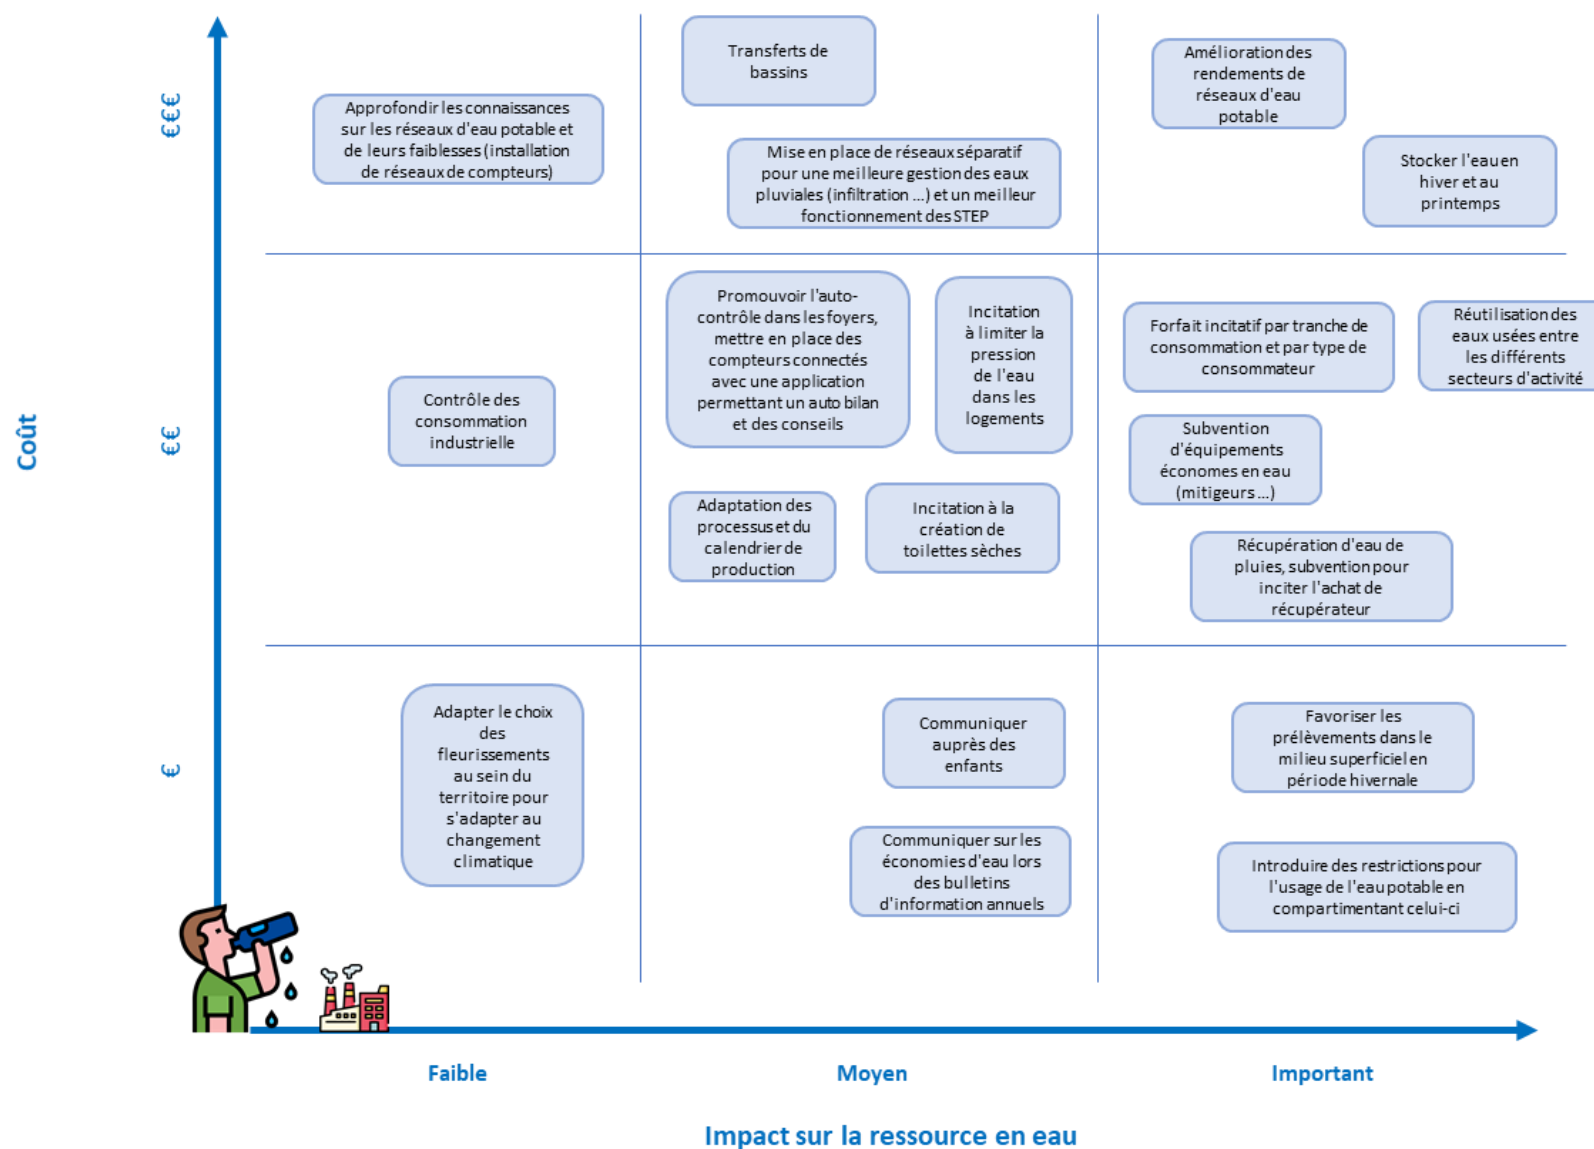 Coût
€€€
€€
€
Approfondir les connaissances
sur les réseaux d'eau potable et
de leurs faiblesses (installation
de réseaux de compteurs)
Transferts de
bassins
Mise en place de réseaux séparatif
pour une meilleure gestion des eaux
pluviales (infiltration ...) et un meilleur
fonctionnement des STEP
Amélioration des
rendements de
réseaux d'eau
potable
Stocker l'eau en
hiver et au
printemps
Contrôle des
consommation
industrielle
Promouvoir l'auto-
contrôle dans les foyers,
mettre en place des
compteurs connectés
avec une application
permettant un auto bilan
et des conseils
Incitation
à limiter la
pression
de l'eau
dans les
logements
Adaptation des
processus et du
calendrier de
production
Incitation à la
création de
toilettes sèches
Forfait incitatif par tranche de
consommation et par type de
consommateur
Réutilisation des
eaux usées entre
les différents
secteurs d'activité
Subvention
d'équipements
économes en eau
(mitigeurs ...)
Récupération d'eau de
pluies, subvention pour
inciter l'achat de
récupérateur
Adapter le choix
des
fleurissements
au sein du
territoire pour
s'adapter au
changement
climatique
Communiquer
auprès des
enfants
Communiquer sur les
économies d'eau lors
des bulletins
d'information annuels
Favoriser les
prélèvements dans le
milieu superficiel en
période hivernale
Introduire des restrictions pour
l'usage de l'eau potable en
compartimentant celui-ci
Faible
Moyen
Important
Impact sur la ressource en eau